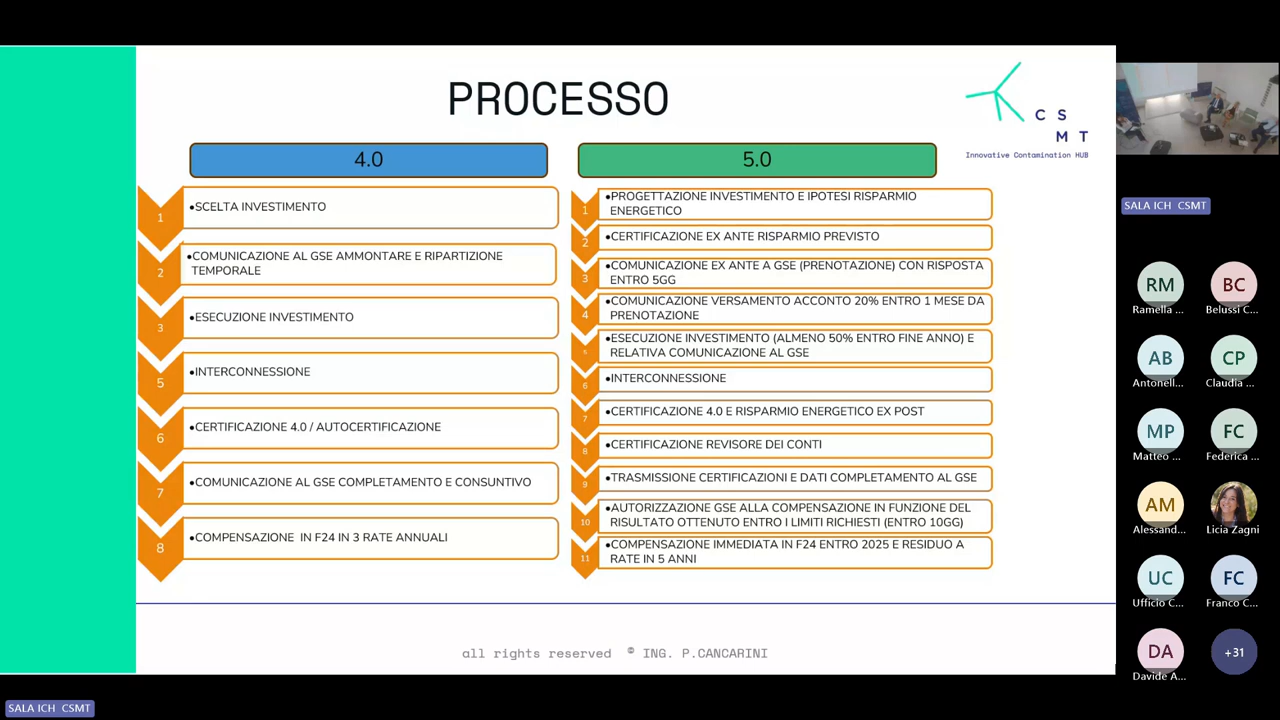 PROCESSO
C S
M T
Innovative Contamination HUB
4.0
1
•SCELTA INVESTIMENTO
2
•COMUNICAZIONE AL GSE AMMONTARE E RIPARTIZIONE
TEMPORALE
3
•ESECUZIONE INVESTIMENTO
5
•INTERCONNESSIONE
6
•CERTIFICAZIONE 4.0 / AUTOCERTIFICAZIONE
7
•COMUNICAZIONE AL GSE COMPLETAMENTO E CONSUNTIVO
8
•COMPENSAZIONE IN F24 IN 3 RATE ANNUALI
5.0
1
•PROGETTAZIONE INVESTIMENTO E IPOTESI RISPARMIO
ENERGETICO
2
•CERTIFICAZIONE EX ANTE RISPARMIO PREVISTO
3
•COMUNICAZIONE EX ANTE A GSE (PRENOTAZIONE) CON RISPOSTA
ENTRO 5GG
4
•COMUNICAZIONE VERSAMENTO ACCONTO 20% ENTRO 1 MESE DA
PRENOTAZIONE
5
•ESECUZIONE INVESTIMENTO (ALMENO 50% ENTRO FINE ANNO) E
RELATIVA COMUNICAZIONE AL GSE
6
•INTERCONNESSIONE
7
•CERTIFICAZIONE 4.0 E RISPARMIO ENERGETICO EX POST
8
•CERTIFICAZIONE REVISORE DEI CONTI
9
•TRASMISSIONE CERTIFICAZIONI E DATI COMPLETAMENTO AL GSE
10
•AUTORIZZAZIONE GSE ALLA COMPENSAZIONE IN FUNZIONE DEL
RISULTATO OTTENUTO ENTRO I LIMITI RICHIESTI (ENTRO 10GG)
11
•COMPENSAZIONE IMMEDIATA IN F24 ENTRO 2025 E RESIDUO A
RATE IN 5 ANNI
all rights reserved © ING. P.CANCARINI
SALA ICH CSMT
SALA ICH CSMT
RM
Ramella ...
BC
Belussi C...
AB
Antonell...
CP
Claudia ...
MP
Matteo ...
FC
Federica ...
AM
Alessand...
Licia Zagni
UC
Ufficio C...
FC
Franco C...
DA
Davide A...
+31